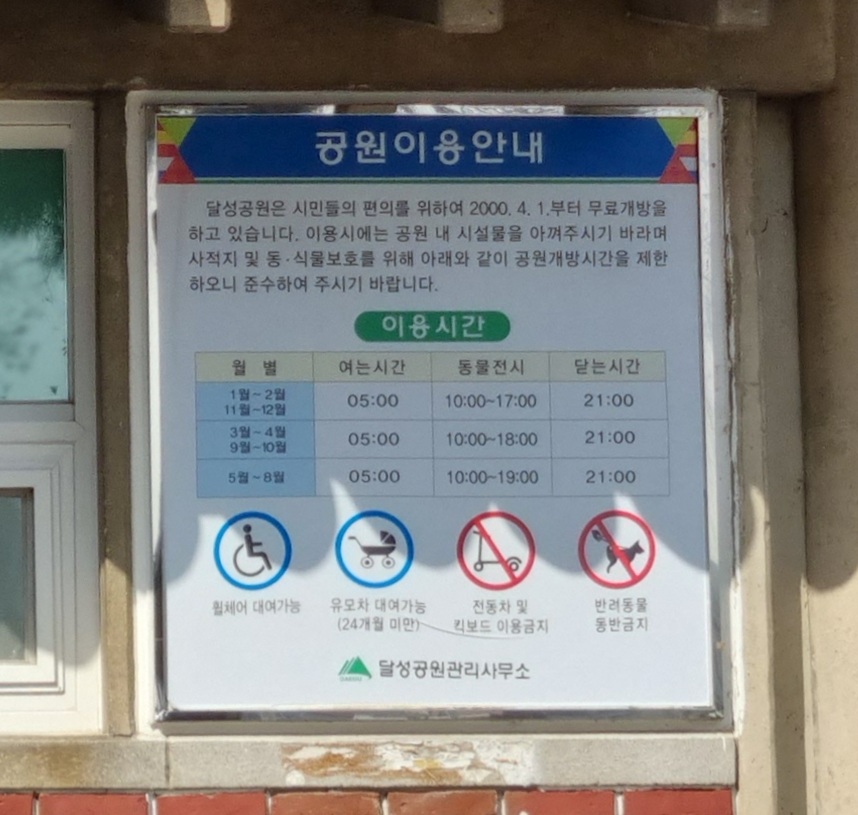 공원이용안내
달성공원은 시민들의 편의를 위하여 2000. 4. 1.부터 무료개방을
하고 있습니다. 이용시에는 공원 내 시설물을 아껴주시기 바라며
사적지 및 동·식물보호를 위해 아래와 같이 공원개방시간을 제한
하오니 준수하여 주시기 바랍니다.
이용시간
월 별 여는시간 동물전시 닫는시간
1월~2월
11월~12월 05:00 10:00~17:00 21:00
3월~4월
9월~10월 05:00 10:00~18:00 21:00
5월~8월 05:00 10:00~19:00 21:00
휠체어 대여가능
유모차 대여가능
(24개월 미만)
전동차 및
킥보드 이용금지
반려동물
동반금지
달성공원관리사무소